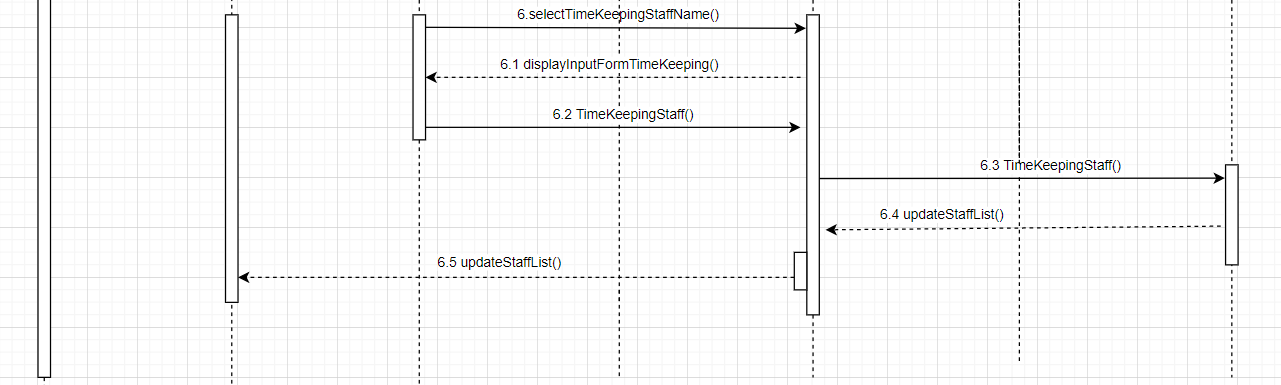 6.selectTimeKeepingStaffName()
6.1 displayInputFormTimeKeeping()
6.2 TimeKeepingStaff()
6.3 TimeKeepingStaff()
6.4 updateStaffList()
6.5 updateStaffList()